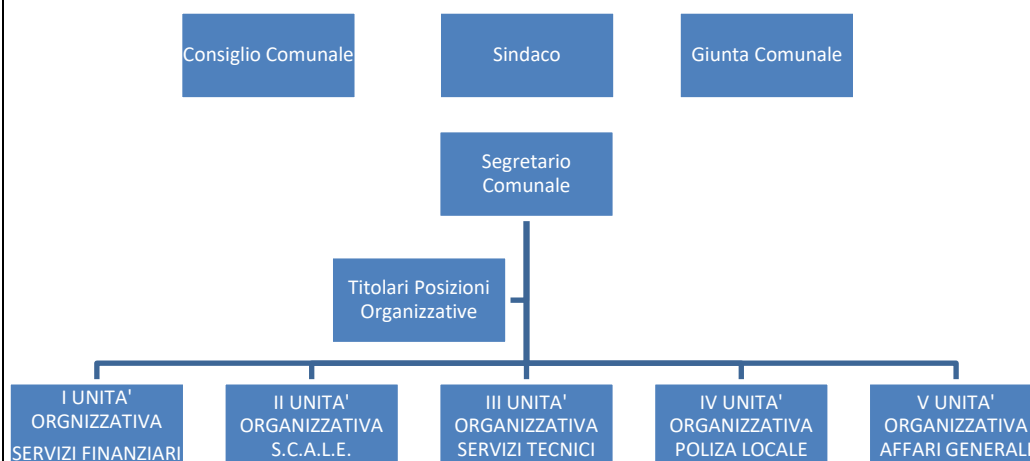 Consiglio Comunale
Sindaco
Giunta Comunale
Segretario
Comunale
Titolari Posizioni
Organizzative
I UNITA'
ORGNIZZATIVA
SERVIZI FINANZIARI
II UNITA'
ORGANIZZATIVA
S.C.A.L.E.
III UNITA'
ORGANIZZATIVA
SERVIZI TECNICI
IV UNITA'
ORGANIZZATIVA
POLIZA LOCALE
V UNITA'
ORGANIZZATIVA
AFFARI GENERALI